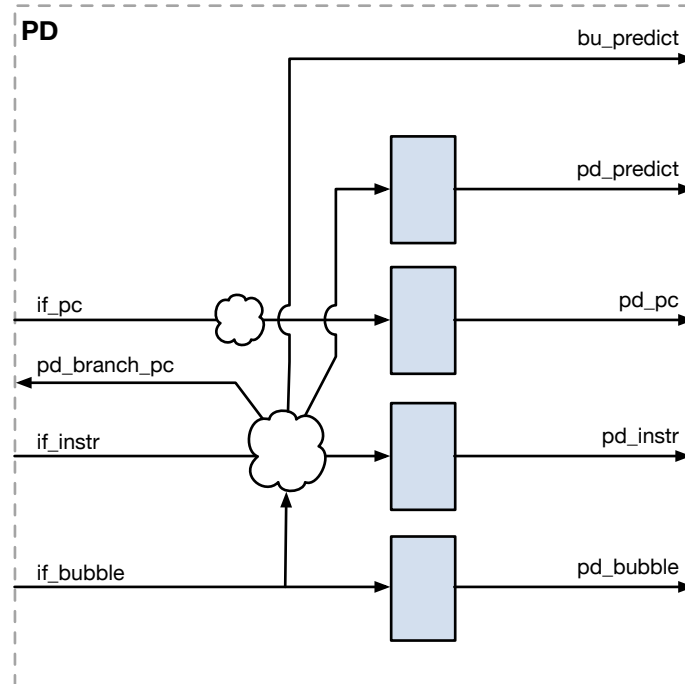 PD
bu_predict
pd_predict
if_pc
pd_pc
pd_branch_pc
if_instr
pd_instr
if_bubble
pd_bubble